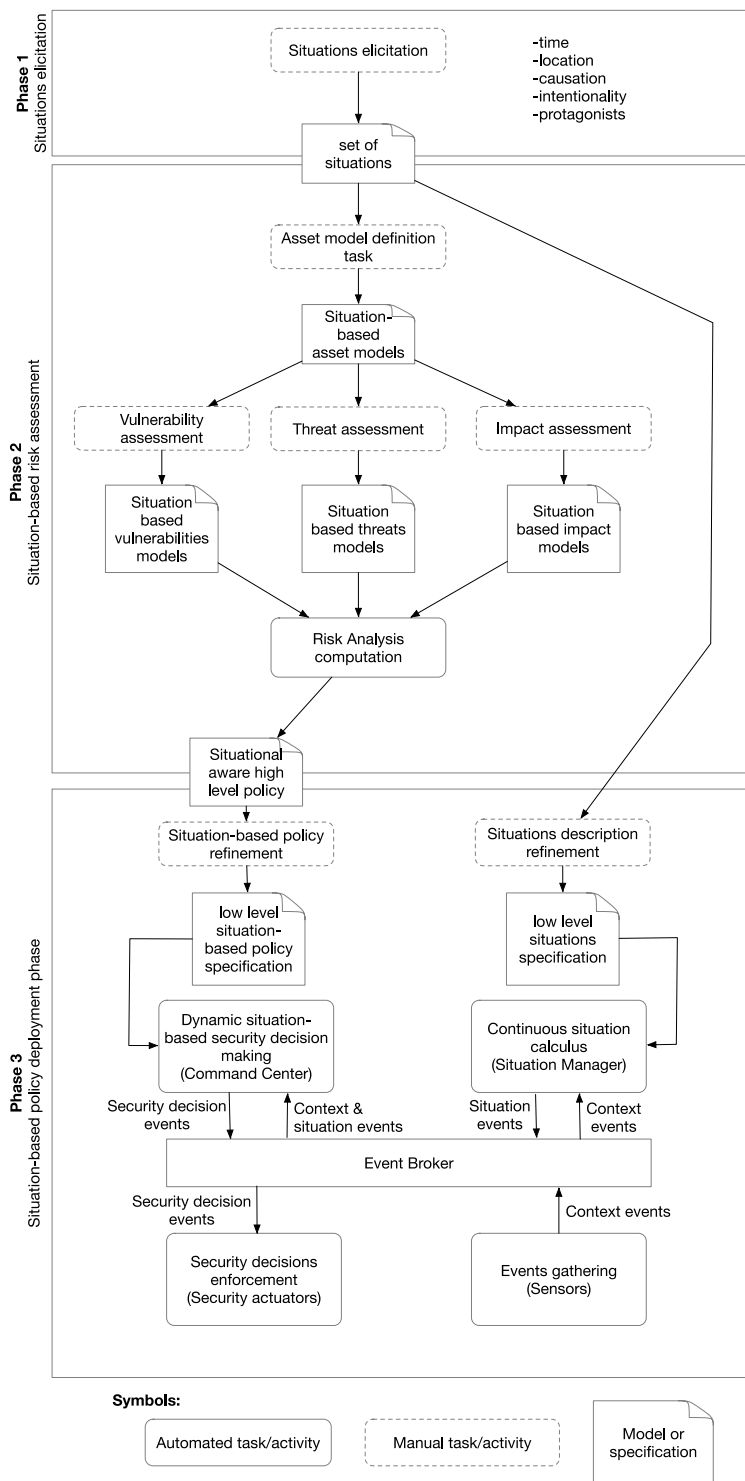 Phase 1
Situations elicitation
Situations elicitation
-time
-location
-causation
-intentionality
-protagonists
set of
situations
Phase 2
Situation-based risk assessment
Asset model definition
task
Situation-
based
asset models
Vulnerability
assessment
Threat assessment
Impact assessment
Situation
based
vulnerabilities
models
Situation
based threats
models
Situation
based impact
models
Risk Analysis
computation
Situational
aware high
level policy
Phase 3
Situation-based policy deployment phase
Situation-based policy
refinement
Situations description
refinement
low level
situation-
based policy
specification
low level
situations
specification
Dynamic situation-
based security decision
making
(Command Center)
Continuous situation
calculus
(Situation Manager)
Security decision
events
Context &
situation events
Situation
events
Context
events
Event Broker
Security decision
events
Context events
Security decisions
enforcement
(Security actuators)
Events gathering
(Sensors)
Symbols:
Automated task/activity
Manual task/activity
Model or
specification